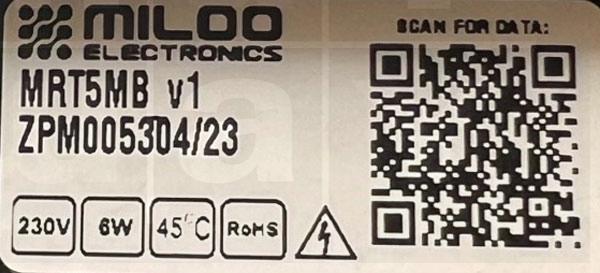 MILOO
ELECTRONICS
MRT5MB v1
ZPM005304/23
SCAN FOR DATA:
230V
6W
45°C
RoHS